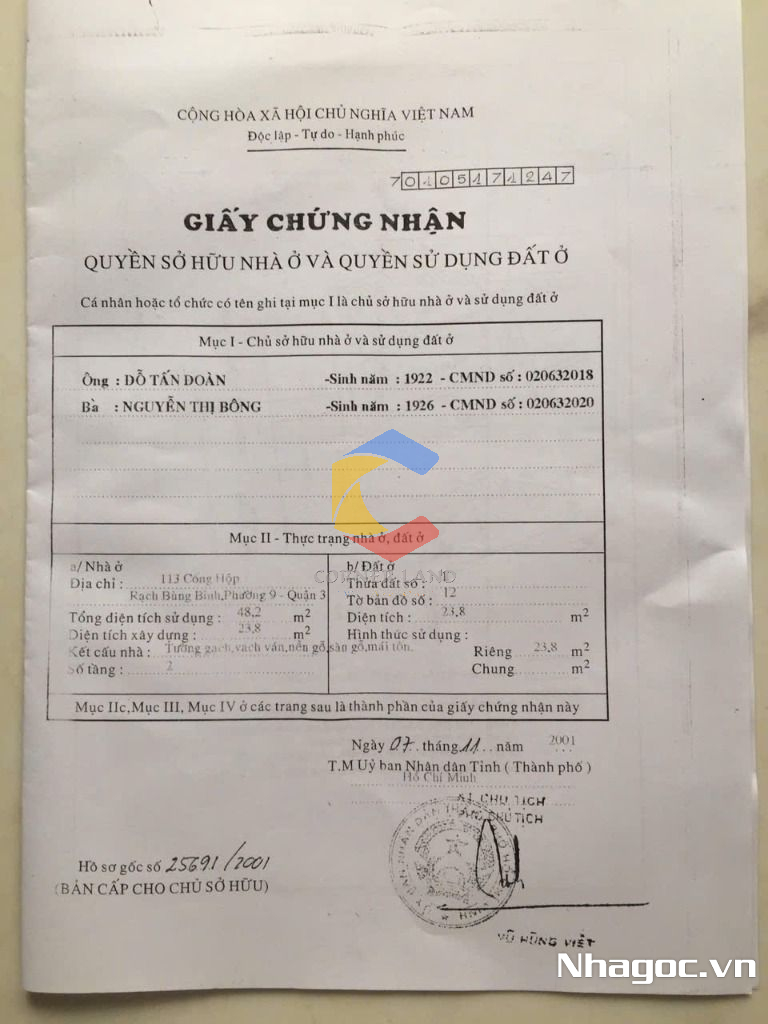 CỘNG HÒA XÃ HỘI CHỦ NGHĨA VIỆT NAM
Độc lập - Tự do - Hạnh phúc
7010517124​7
GIẤY CHỨNG NHẬN
QUYỀN SỞ HỮU NHÀ Ở VÀ QUYỀN SỬ DỤNG ĐẤT Ở
Cá nhân hoặc tổ chức có tên ghi tại mục I là chủ sở hữu nhà ở và sử dụng đất ở
Mục I - Chủ sở hữu nhà ở và sử dụng đất ở
Ông : ĐỖ TẤN DOÀN -Sinh năm : 1922 - CMND số : 020632018
Bà : NGUYỄN THỊ BÔNG -Sinh năm : 1926 - CMND số : 020632020
Mục II - Thực trạng nhà ở, đất ở
a/ Nhà ở
Địa chỉ : 113 Cống Hộp
Rạch Bùng Binh,Phường 9 - Quận 3
Tổng diện tích sử dụng : 48,2 m²
Diện tích xây dựng : 23,8 m²
Kết cấu nhà : Tường gạch,vách ván,nền gỗ,sàn gỗ,mái tôn.
Số tầng : 2
b/ Đất ở
Thửa đất số : 1
Tờ bản đồ số : 12
Diện tích : 23,8 m²
Hình thức sử dụng :
Riêng 23,8 m²
Chung m²
CORNER LAND
Mục IIc,Mục III, Mục IV ở các trang sau là thành phần của giấy chứng nhận này
Ngày 07 tháng 11 năm 2001
T.M Uỷ ban Nhân dân Tỉnh ( Thành phố )
Hồ Chí Minh
KT CHỦ TỊCH
CHỦ TỊCH
Hồ sơ gốc số 25691/2001
(BẢN CẤP CHO CHỦ SỞ HỮU)
VŨ HÙNG VIỆT
Nhagoc.vn